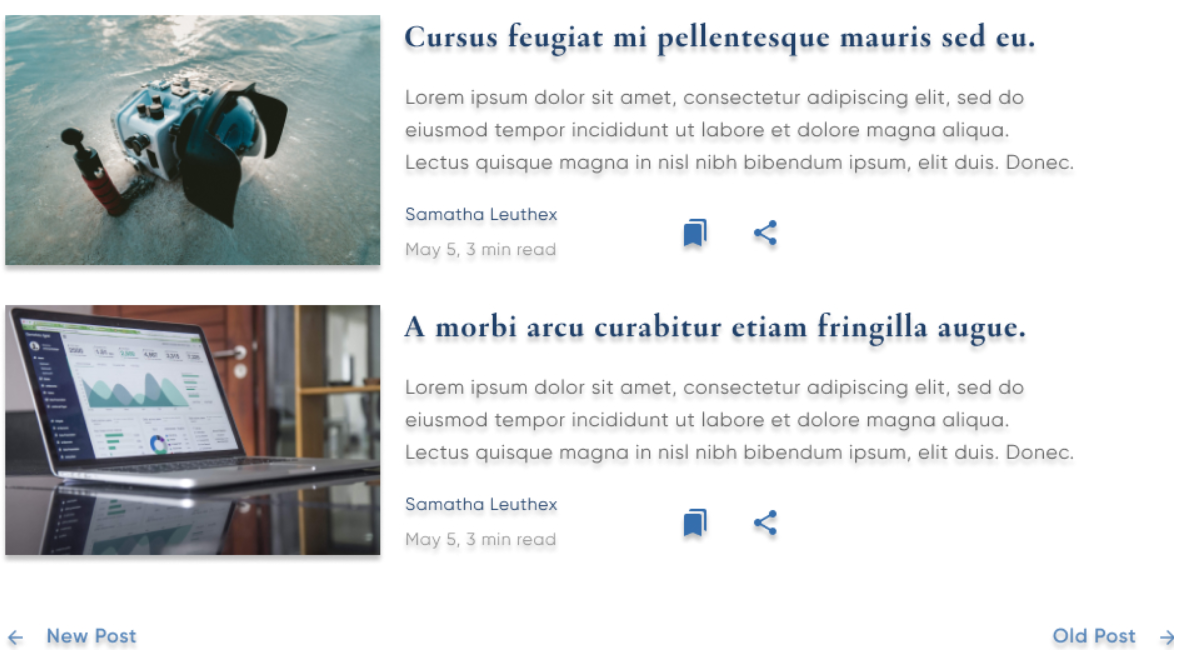 Cursus feugiat mi pellentesque mauris sed eu.
Lorem ipsum dolor sit amet, consectetur adipiscing elit, sed do
eiusmod tempor incididunt ut labore et dolore magna aliqua.
Lectus quisque magna in nisl nibh bibendum ipsum, elit duis. Donec.
Samatha Leuthex
May 5, 3 min read
A morbi arcu curabitur etiam fringilla augue.
Lorem ipsum dolor sit amet, consectetur adipiscing elit, sed do
eiusmod tempor incididunt ut labore et dolore magna aliqua.
Lectus quisque magna in nisl nibh bibendum ipsum, elit duis. Donec.
Samatha Leuthex
May 5, 3 min read
New Post
Old Post